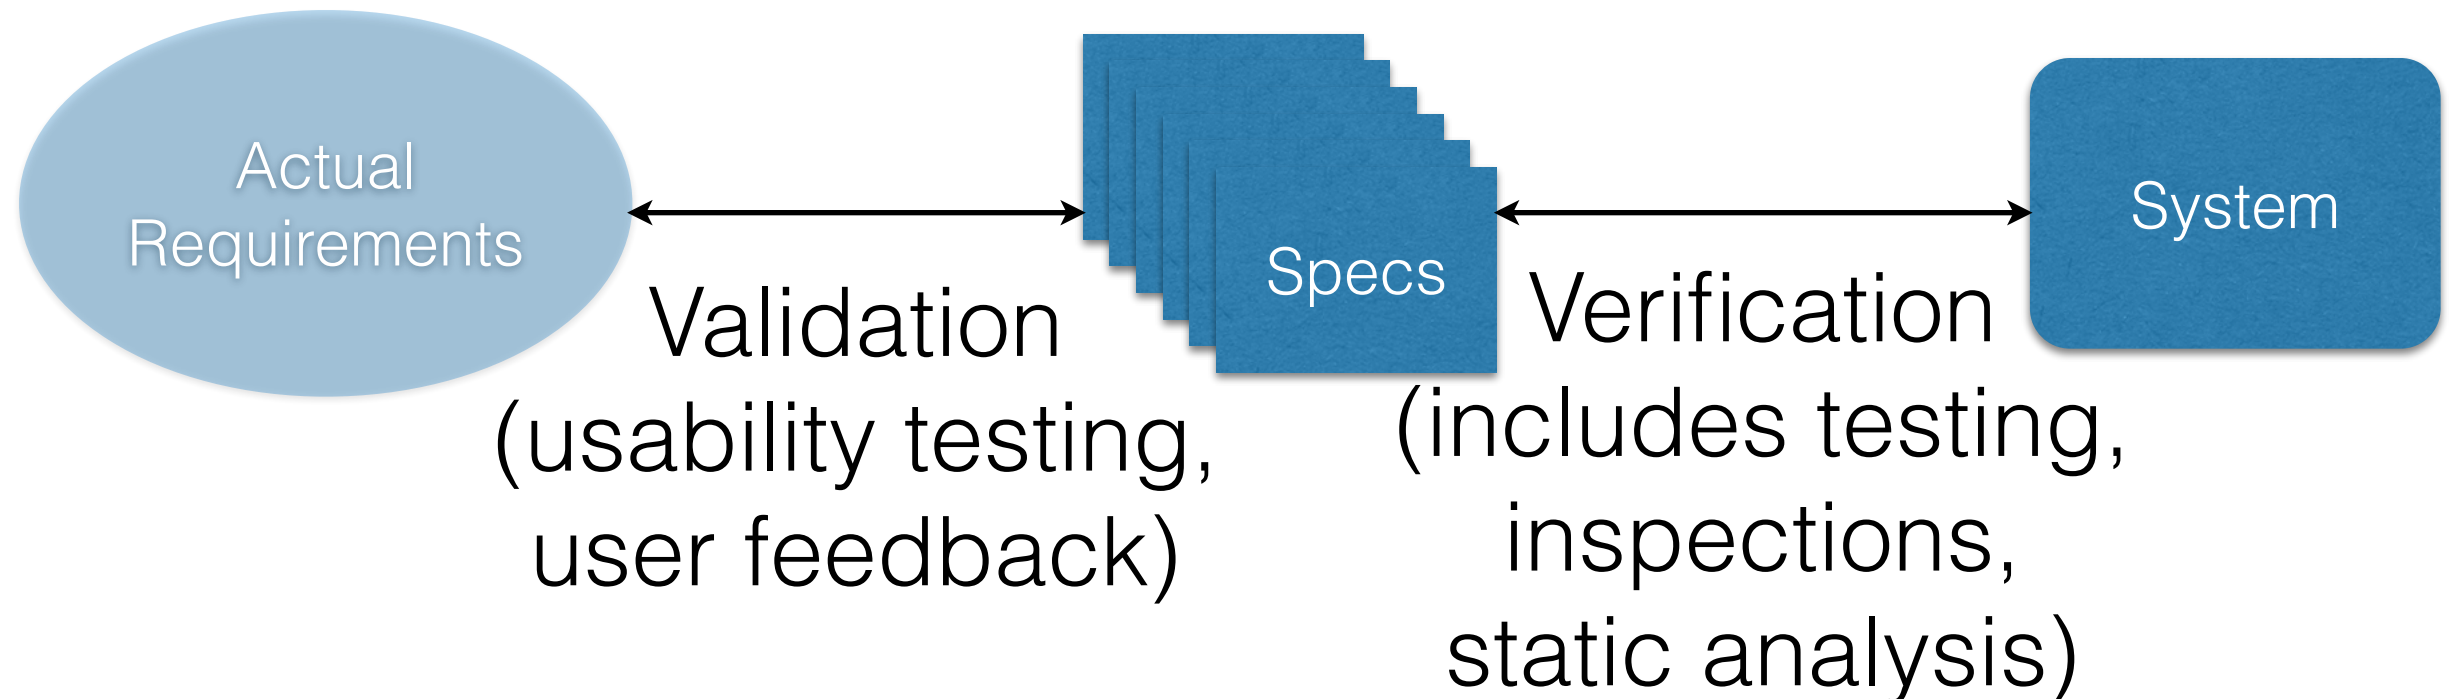 Actual
Requirements
Validation
(usability testing,
user feedback)
Specs
Verification
(includes testing,
inspections,
static analysis)
System